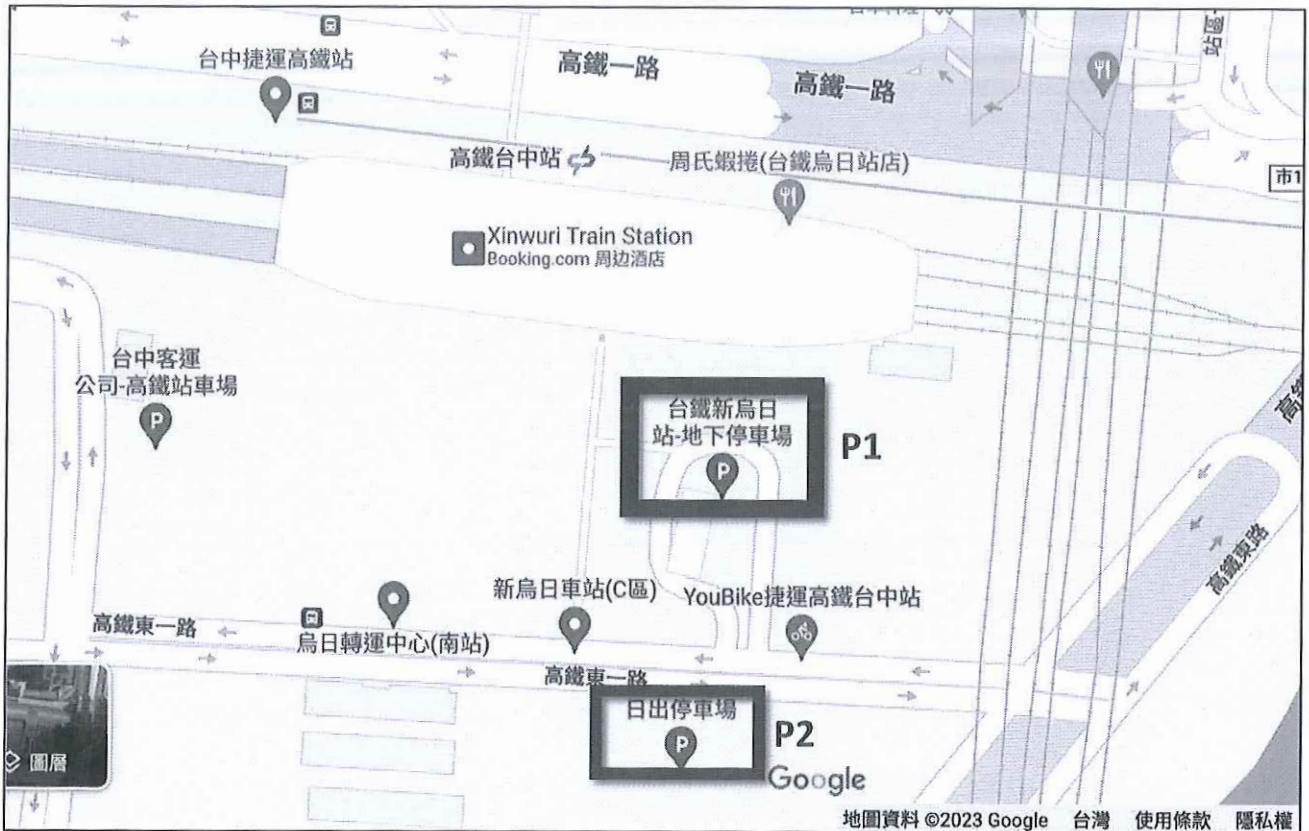 台中捷運高鐵站
高鐵一路
高鐵一路
站區
高鐵台中站
周氏蝦捲(台鐵烏日站店)
市1
Xinwuri Train Station
Booking.com 周边酒店
台中客運
公司-高鐵站車場
P
台鐵新烏日
站-地下停車場
P
P1
高鐵東路
新烏日車站(C區)
YouBike捷運高鐵台中站
高鐵東一路
烏日轉運中心(南站)
高鐵東一路
日出停車場
P
P2
圖層
Google
地圖資料 ©2023 Google 台灣 使用條款 隱私權